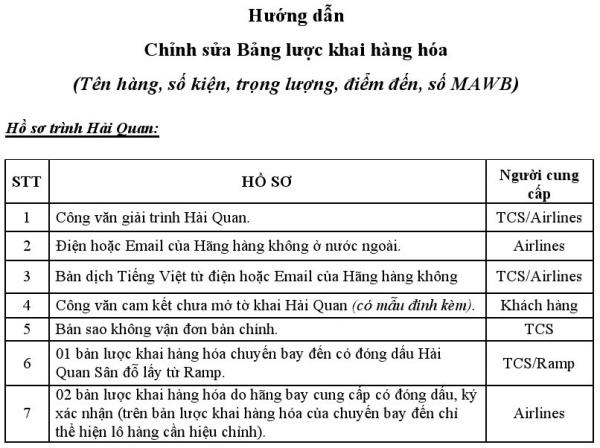 Hướng dẫn
Chỉnh sửa Bảng lược khai hàng hóa
(Tên hàng, số kiện, trọng lượng, điểm đến, số MAWB)
Hồ sơ trình Hải Quan:
STT HỒ SƠ Người cung cấp
1 Công văn giải trình Hải Quan. TCS/Airlines
2 Điện hoặc Email của Hãng hàng không ở nước ngoài. Airlines
3 Bản dịch Tiếng Việt từ điện hoặc Email của Hãng hàng không TCS/Airlines
4 Công văn cam kết chưa mở tờ khai Hải Quan (có mẫu đính kèm). Khách hàng
5 Bản sao không vận đơn bản chính. TCS
6 01 bản lược khai hàng hóa chuyến bay đến có đóng dấu Hải
Quan Sân đỗ lấy từ Ramp. TCS/Ramp
7 02 bản lược khai hàng hóa do hãng bay cung cấp có đóng dấu, ký
xác nhận (trên bản lược khai hàng hóa của chuyến bay đến chỉ
thể hiện lô hàng cần hiệu chỉnh). Airlines